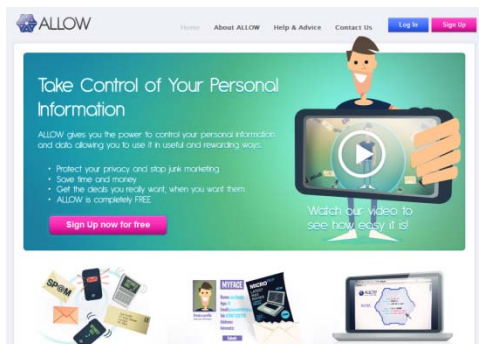 ALLOW
Home About ALLOW Help & Advice Contact Us Log In Sign Up
Take Control of Your Personal
Information
ALLOW gives you the power to control your personal information
and data allowing you to use it in useful and rewarding ways.
• Protect your privacy and stop junk marketing
• Save time and money
• Get the deals you really want, when you want them
• ALLOW is completely FREE
Sign Up now for free
Watch our video to
see how easy it is!
SP@M
MYFACE
MICRO
ALLOW